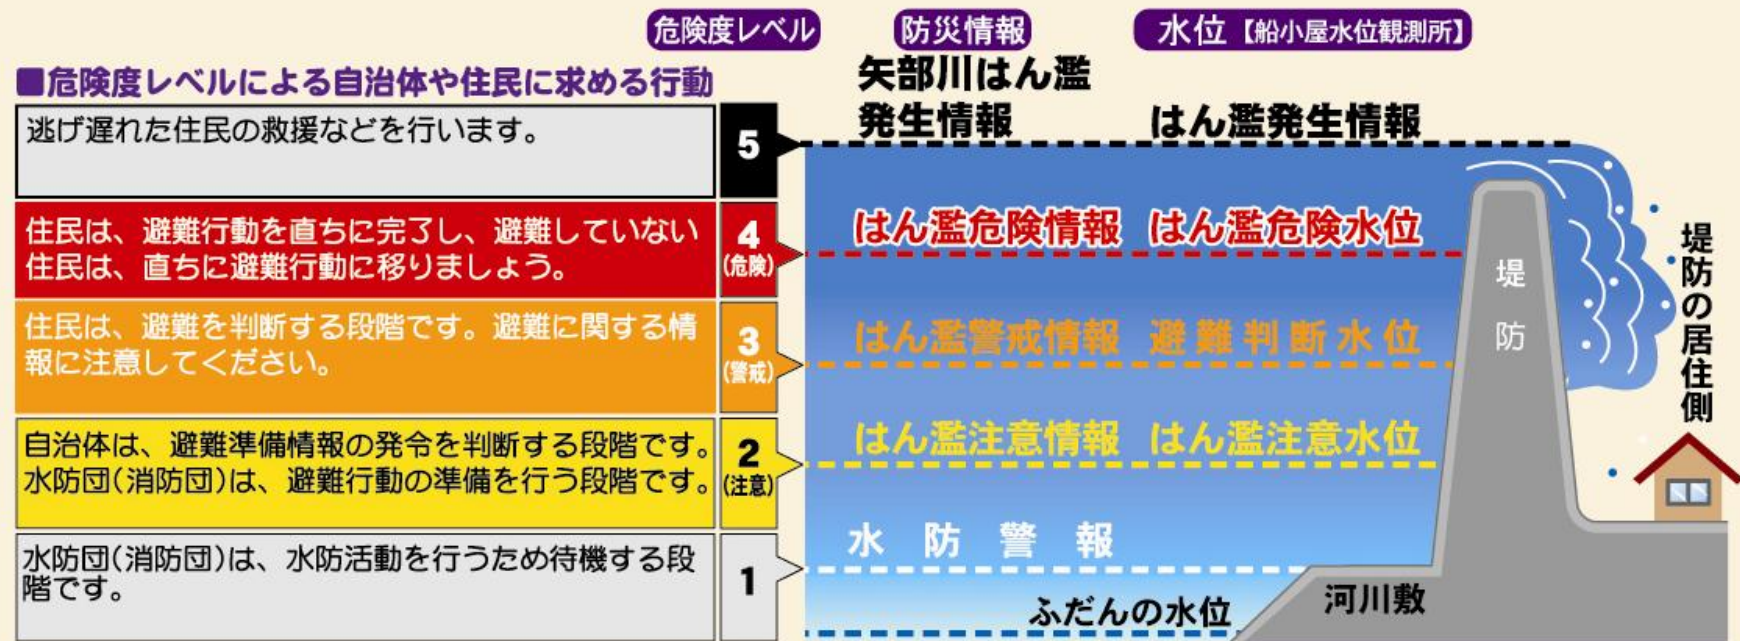 危険度レベル
防災情報
水位【船小屋水位観測所】
■危険度レベルによる自治体や住民に求める行動
矢部川はん濫
発生情報
はん濫発生情報
逃げ遅れた住民の救援などを行います。
5
住民は、避難行動を直ちに完了し、避難していない
住民は、直ちに避難行動に移りましょう。
4
(危険)
はん濫危険情報
はん濫危険水位
住民は、避難を判断する段階です。避難に関する情
報に注意してください。
3
(警戒)
はん濫警戒情報
避難判断水位
自治体は、避難準備情報の発令を判断する段階です。
水防団(消防団)は、避難行動の準備を行う段階です。
2
(注意)
はん濫注意情報
はん濫注意水位
水防団(消防団)は、水防活動を行うため待機する段
階です。
1
水防警報
ふだんの水位
河川敷
堤防
堤防の居住側